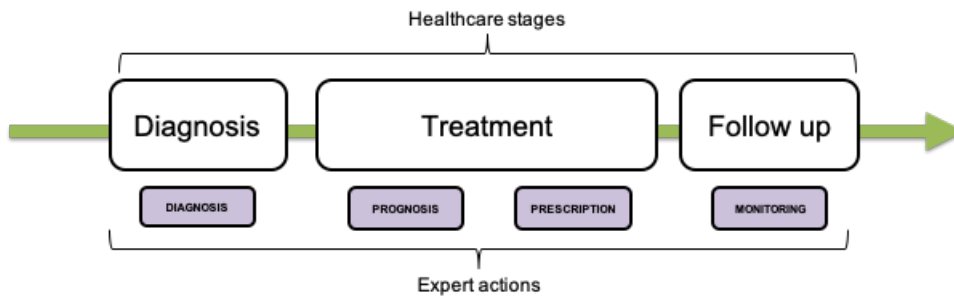 Healthcare stages
Diagnosis
Treatment
Follow up
DIAGNOSIS
PROGNOSIS
PRESCRIPTION
MONITORING
Expert actions